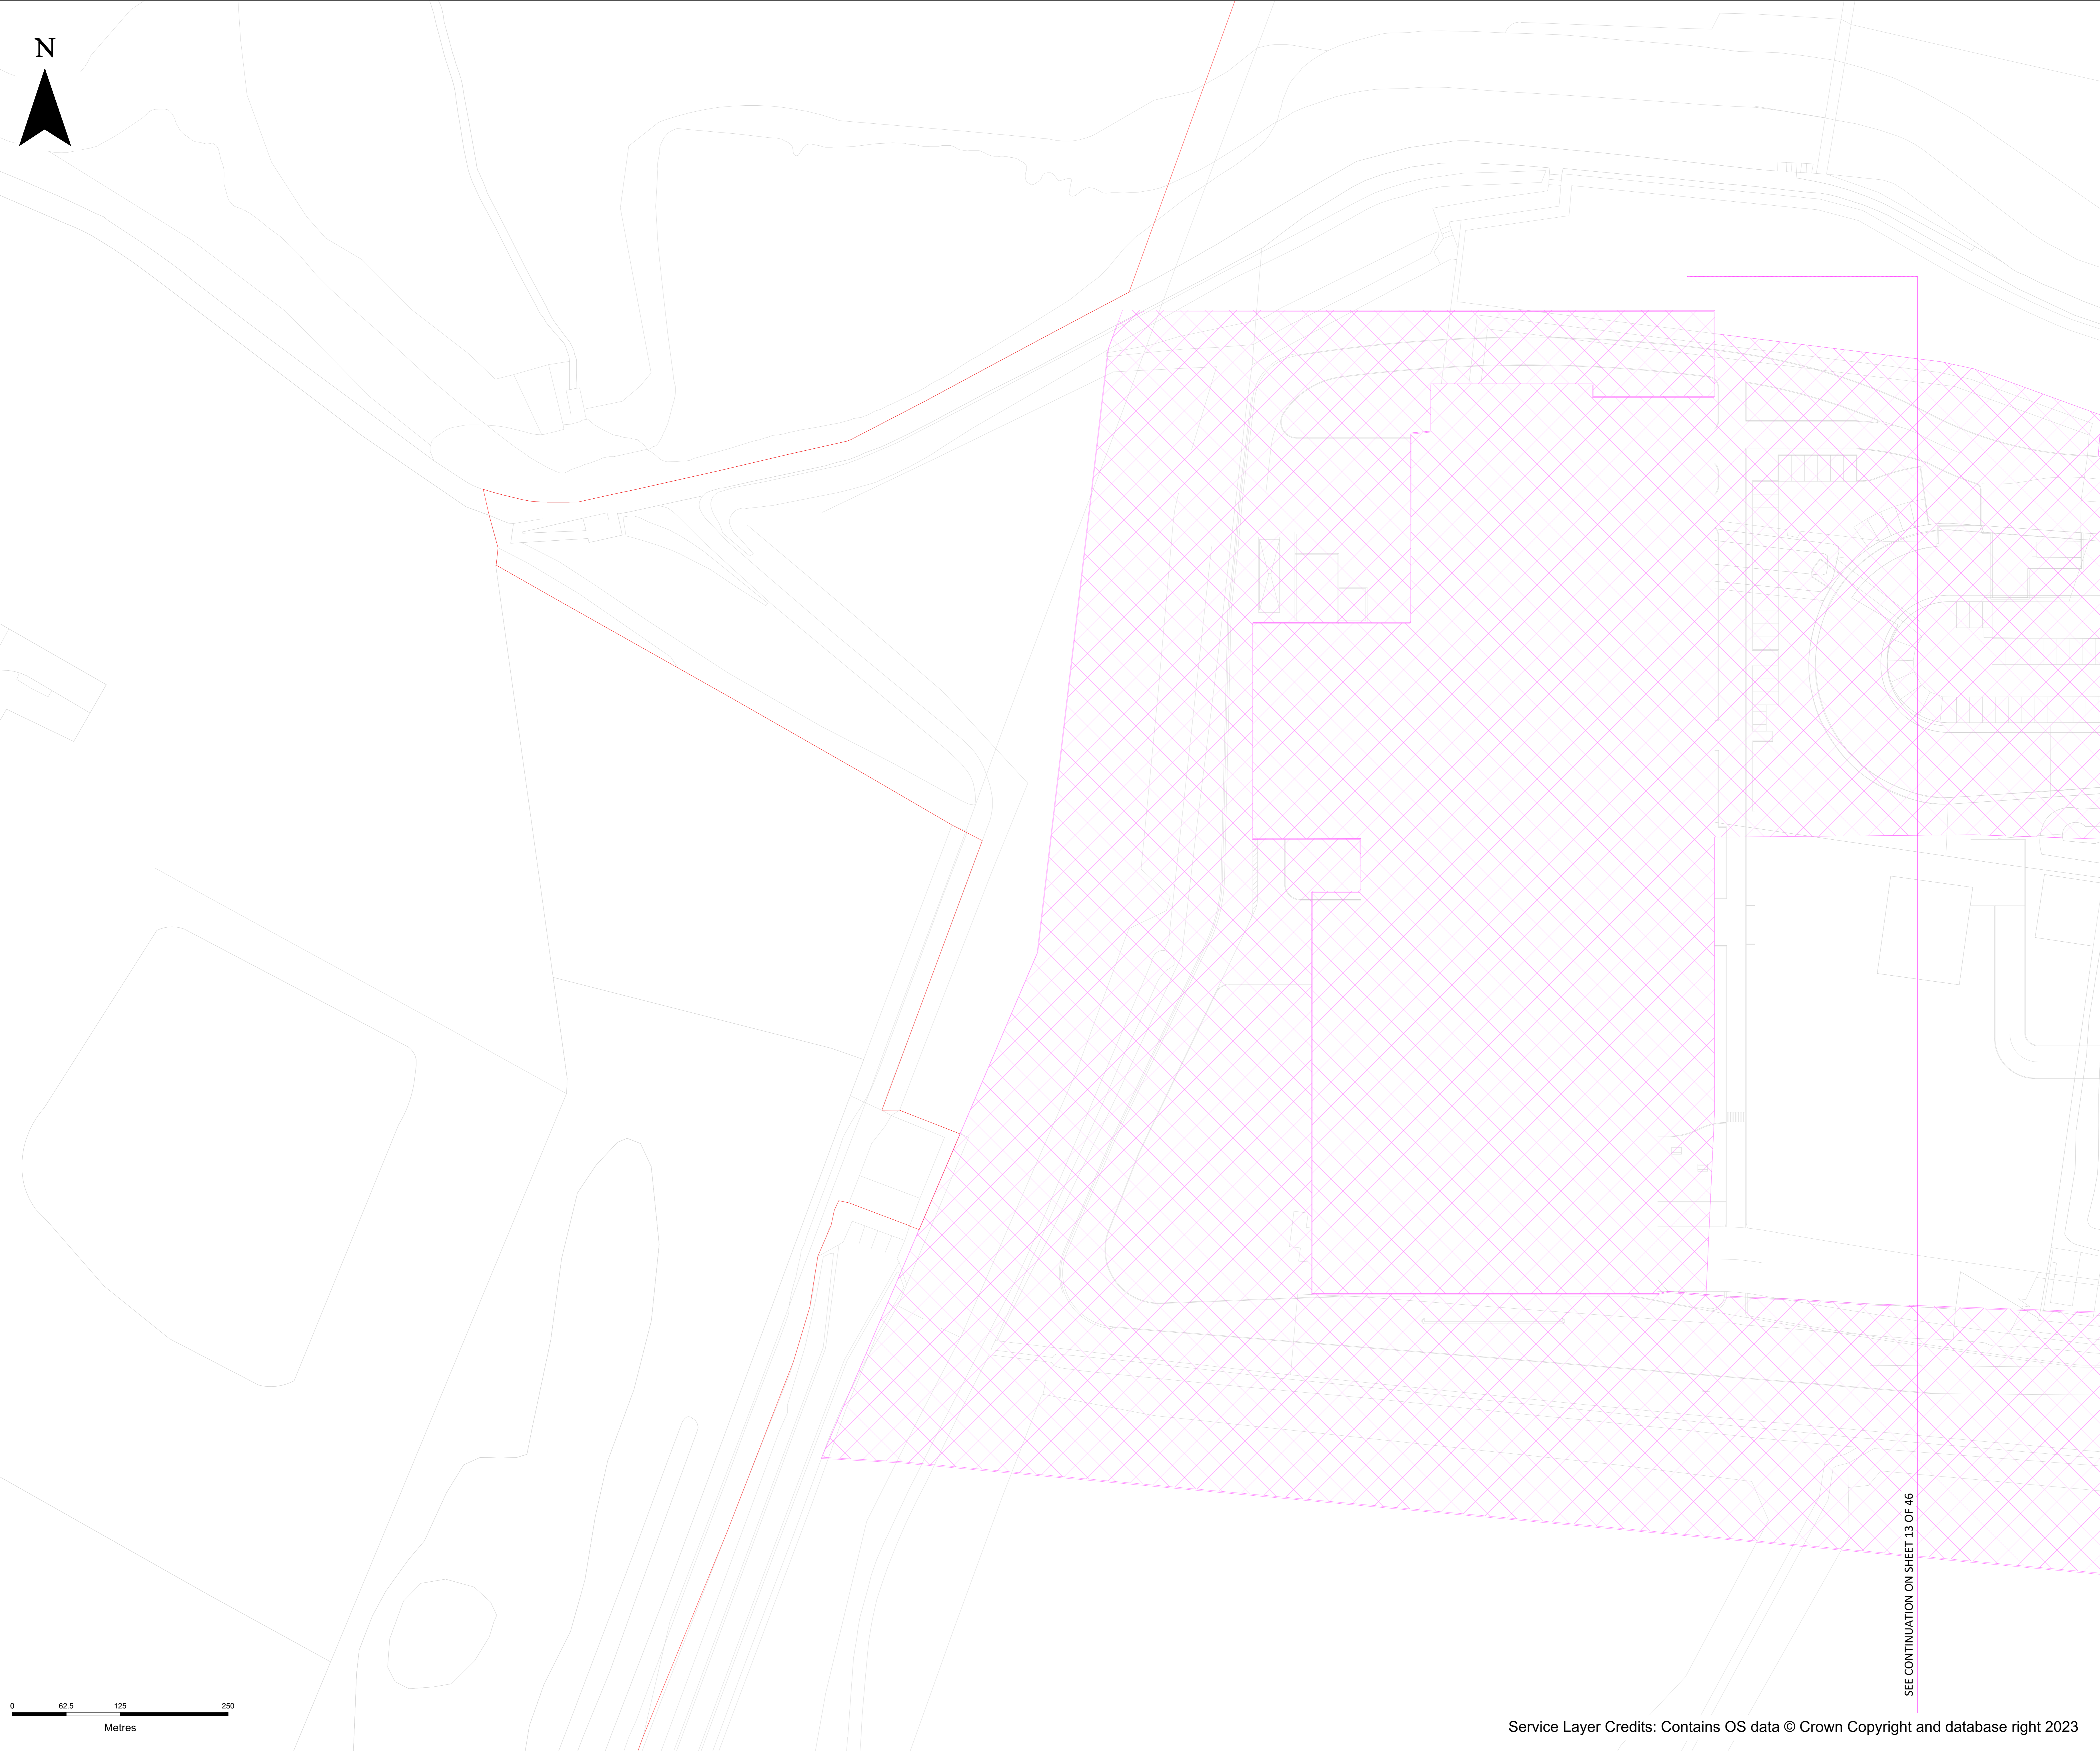 N
SEE CONTINUATION ON SHEET 13 OF 46
0 62.5 125 250
Metres
Service Layer Credits: Contains OS data © Crown Copyright and database right 2023